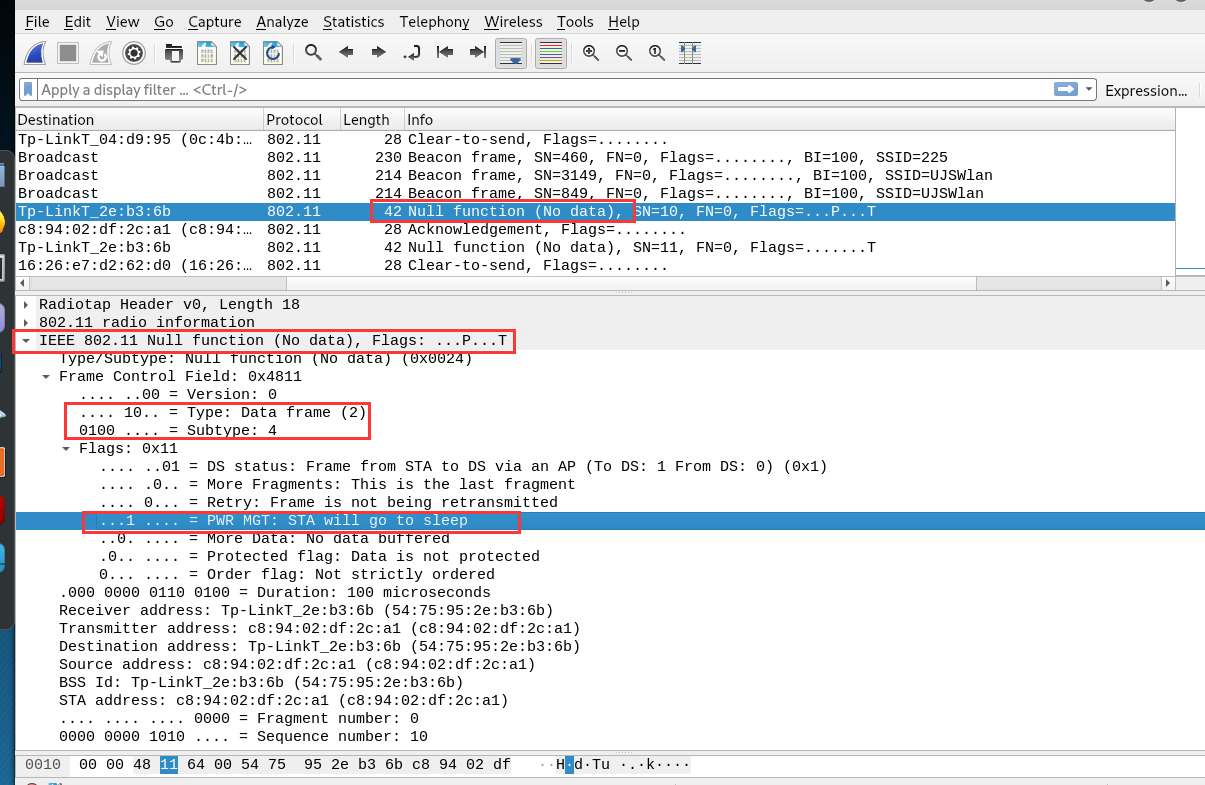 File Edit View Go Capture Analyze Statistics Telephony Wireless Tools Help
Apply a display filter ... <Ctrl-/> Expression...
Destination Protocol Length Info
Tp-LinkT_04:d9:95 (0c:4b:… 802.11 28 Clear-to-send, Flags=........
Broadcast 802.11 230 Beacon frame, SN=460, FN=0, Flags=........, BI=100, SSID=225
Broadcast 802.11 214 Beacon frame, SN=3149, FN=0, Flags=........, BI=100, SSID=UJSWlan
Broadcast 802.11 214 Beacon frame, SN=849, FN=0, Flags=........, BI=100, SSID=UJSWlan
Tp-LinkT_2e:b3:6b 802.11 42 Null function (No data), SN=10, FN=0, Flags=...P...T
c8:94:02:df:2c:a1 (c8:94:… 802.11 28 Acknowledgement, Flags=........
Tp-LinkT_2e:b3:6b 802.11 42 Null function (No data), SN=11, FN=0, Flags=.......T
16:26:e7:d2:62:d0 (16:26:… 802.11 28 Clear-to-send, Flags=........
Radiotap Header v0, Length 18
802.11 radio information
IEEE 802.11 Null function (No data), Flags: ...P...T
Type/Subtype: Null function (No data) (0x0024)
Frame Control Field: 0x4811
.... ..00 = Version: 0
.... 10.. = Type: Data frame (2)
0100 .... = Subtype: 4
Flags: 0x11
.... ..01 = DS status: Frame from STA to DS via an AP (To DS: 1 From DS: 0) (0x1)
.... .0.. = More Fragments: This is the last fragment
.... 0... = Retry: Frame is not being retransmitted
...1 .... = PWR MGT: STA will go to sleep
..0. .... = More Data: No data buffered
.0.. .... = Protected flag: Data is not protected
0... .... = Order flag: Not strictly ordered
.000 0000 0110 0100 = Duration: 100 microseconds
Receiver address: Tp-LinkT_2e:b3:6b (54:75:95:2e:b3:6b)
Transmitter address: c8:94:02:df:2c:a1 (c8:94:02:df:2c:a1)
Destination address: Tp-LinkT_2e:b3:6b (54:75:95:2e:b3:6b)
Source address: c8:94:02:df:2c:a1 (c8:94:02:df:2c:a1)
BSS Id: Tp-LinkT_2e:b3:6b (54:75:95:2e:b3:6b)
STA address: c8:94:02:df:2c:a1 (c8:94:02:df:2c:a1)
.... .... .... 0000 = Fragment number: 0
0000 0000 1010 .... = Sequence number: 10
0010 00 00 48 11 64 00 54 75 95 2e b3 6b c8 94 02 df ··H·d·Tu ·.·k····